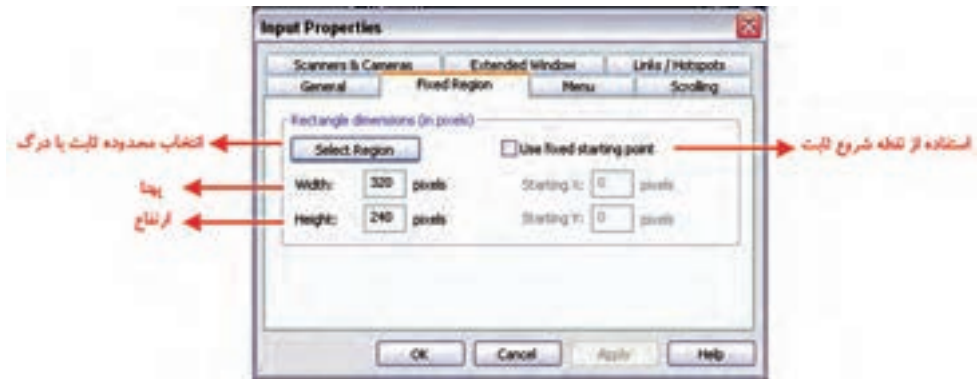 Input Properties
Scanners & Cameras Extended Window Links / Hotspots
General Fixed Region Menu Scrolling
Rectangle dimensions (in pixels)
انتخاب محدوده ثابت با درگ
Select Region
Use fixed starting point
استفاده از نقطه شروع ثابت
پهنا
Width: 320 pixels
Starting X: 0 pixels
ارتفاع
Height: 240 pixels
Starting Y: 0 pixels
OK Cancel Apply Help